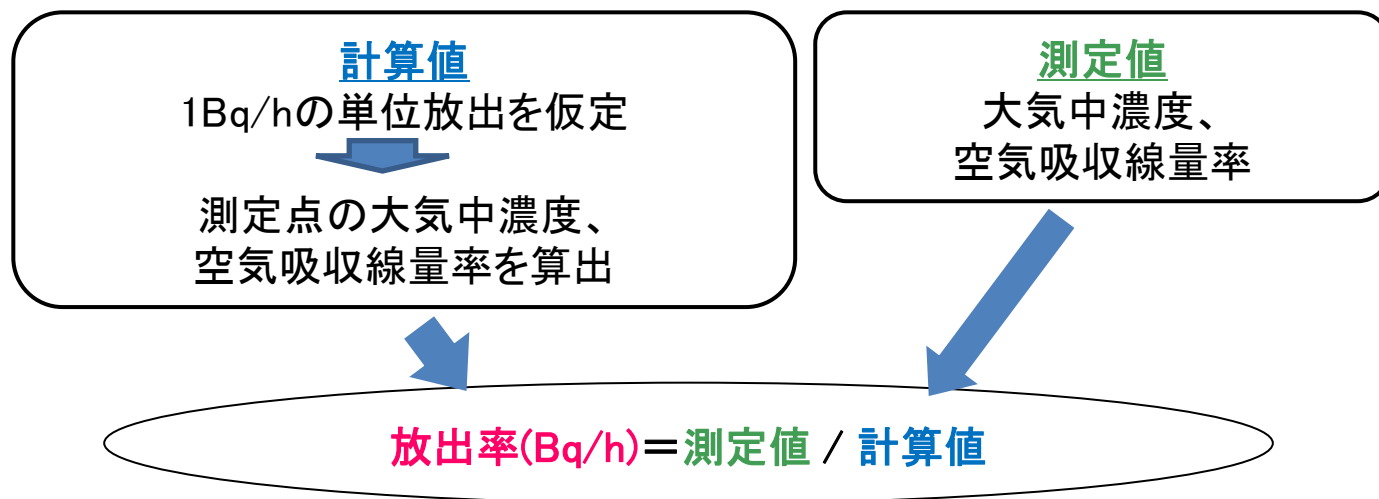 計算値
1Bq/hの単位放出を仮定
測定点の大気中濃度、
空気吸収線量率を算出
測定値
大気中濃度、
空気吸収線量率
放出率(Bq/h)＝測定値 / 計算値